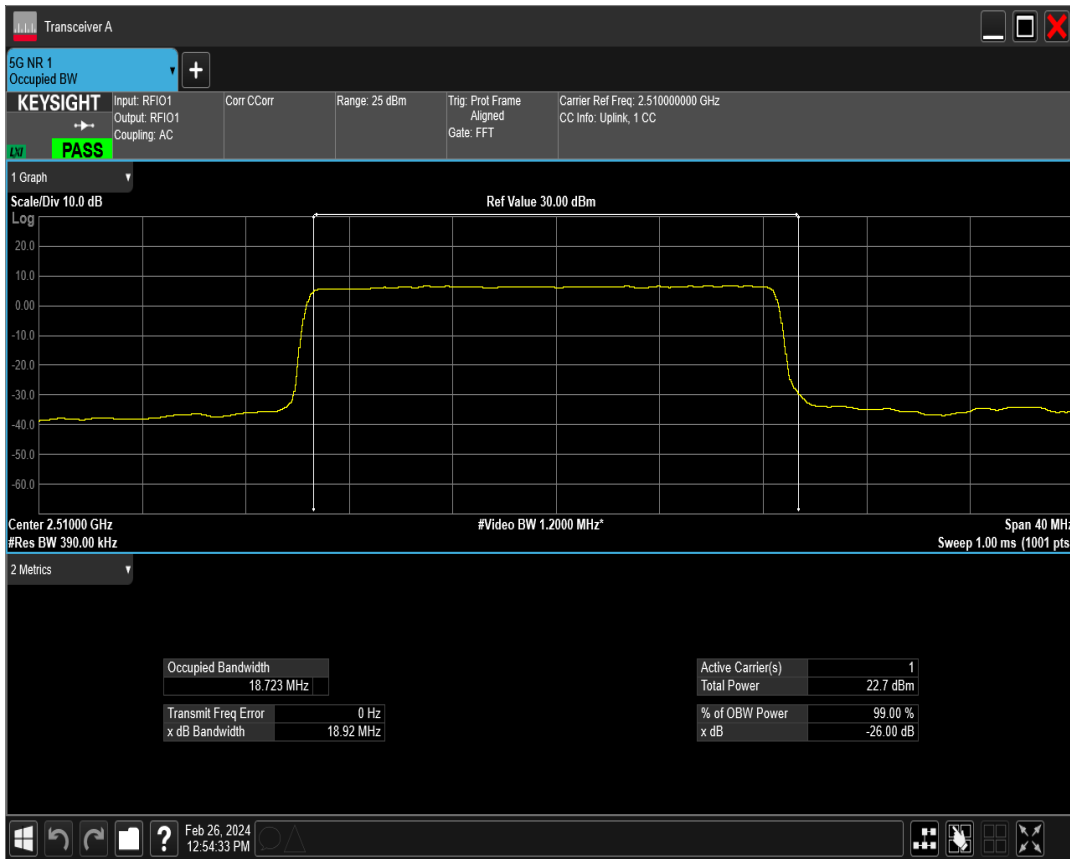 Transceiver A
5G NR 1
Occupied BW
+
KEYSIGHT
LXI
PASS
Input: RFIO1
Output: RFIO1
Coupling: AC
Corr CCorr
Range: 25 dBm
Trig: Prot Frame
Aligned
Gate: FFT
Carrier Ref Freq: 2.510000000 GHz
CC Info: Uplink, 1 CC
1 Graph
Scale/Div 10.0 dB
Ref Value 30.00 dBm
Log
20.0
10.0
0.00
-10.0
-20.0
-30.0
-40.0
-50.0
-60.0
Center 2.51000 GHz
#Video BW 1.2000 MHz*
Span 40 MHz
#Res BW 390.00 kHz
Sweep 1.00 ms (1001 pts
2 Metrics
Occupied Bandwidth
18.723 MHz
Transmit Freq Error 0 Hz
x dB Bandwidth 18.92 MHz
Active Carrier(s) 1
Total Power 22.7 dBm
% of OBW Power 99.00 %
x dB -26.00 dB
?
Feb 26, 2024
12:54:33 PM